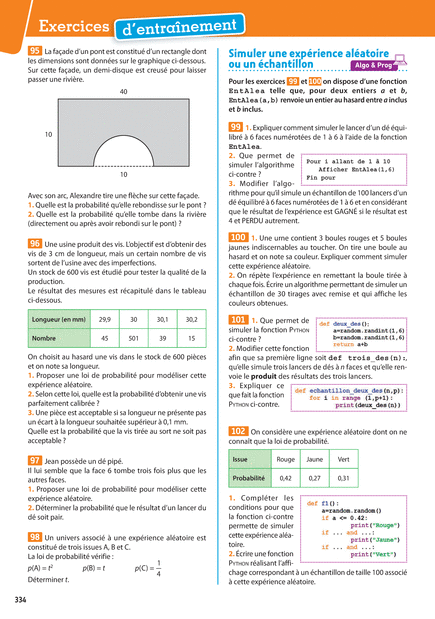 Exercices d'entraînement
95 La façade d'un pont est constitué d'un rectangle dont
les dimensions sont données sur le graphique ci-dessous.
Sur cette façade, un demi-disque est creusé pour laisser
passer une rivière.
40
10
10
Avec son arc, Alexandre tire une flèche sur cette façade.
1. Quelle est la probabilité qu'elle rebondisse sur le pont ?
2. Quelle est la probabilité qu'elle tombe dans la rivière
(directement ou après avoir rebondi sur le pont) ?
96 Une usine produit des vis. L'objectif est d'obtenir des
vis de 3 cm de longueur, mais un certain nombre de vis
sortent de l'usine avec des imperfections.
Un stock de 600 vis est étudié pour tester la qualité de la
production.
Le résultat des mesures est récapitulé dans le tableau
ci-dessous.
Longueur (en mm) 29,9 30 30,1 30,2
Nombre 45 501 39 15
On choisit au hasard une vis dans le stock de 600 pièces
et on note sa longueur.
1. Proposer une loi de probabilité pour modéliser cette
expérience aléatoire.
2. Selon cette loi, quelle est la probabilité d'obtenir une vis
parfaitement calibrée ?
3. Une pièce est acceptable si sa longueur ne présente pas
un écart à la longueur souhaitée supérieur à 0,1 mm.
Quelle est la probabilité que la vis tirée au sort ne soit pas
acceptable ?
97 Jean possède un dé pipé.
Il lui semble que la face 6 tombe trois fois plus que les
autres faces.
1. Proposer une loi de probabilité pour modéliser cette
expérience aléatoire.
2. Déterminer la probabilité que le résultat d'un lancer du
dé soit pair.
98 Un univers associé à une expérience aléatoire est
constitué de trois issues A, B et C.
La loi de probabilité vérifie :
p(A) = t² p(B) = t p(C) = 1/4
Déterminer t.
334
Simuler une expérience aléatoire
ou un échantillon Algo & Prog
Pour les exercices 99 et 100 on dispose d'une fonction
EntAlea telle que, pour deux entiers a et b,
EntAlea(a,b) renvoie un entier au hasard entre a inclus
et b inclus.
99 1. Expliquer comment simuler le lancer d'un dé équi-
libré à 6 faces numérotées de 1 à 6 à l'aide de la fonction
EntAlea.
2. Que permet de
simuler l'algorithme
ci-contre ?
Pour i allant de 1 à 10
Afficher EntAlea(1,6)
Fin pour
3. Modifier l'algo-
rithme pour qu'il simule un échantillon de 100 lancers d'un
dé équilibré à 6 faces numérotées de 1 à 6 et en considérant
que le résultat de l'expérience est GAGNÉ si le résultat est
4 et PERDU autrement.
100 1. Une urne contient 3 boules rouges et 5 boules
jaunes indiscernables au toucher. On tire une boule au
hasard et on note sa couleur. Expliquer comment simuler
cette expérience aléatoire.
2. On répète l'expérience en remettant la boule tirée à
chaque fois. Écrire un algorithme permettant de simuler un
échantillon de 30 tirages avec remise et qui affiche les
couleurs obtenues.
101 1. Que permet de
simuler la fonction PYTHON
ci-contre ?
def deux_des():
a=random.randint(1,6)
b=random.randint(1,6)
return a+b
2. Modifier cette fonction
afin que sa première ligne soit def trois_des(n):,
qu'elle simule trois lancers de dés à n faces et qu'elle ren-
voie le produit des résultats des trois lancers.
3. Expliquer ce
que fait la fonction
PYTHON ci-contre.
def echantillon_deux_des(n,p):
for i in range (1,p+1):
print(deux_des(n))
102 On considère une expérience aléatoire dont on ne
connaît que la loi de probabilité.
Issue Rouge Jaune Vert
Probabilité 0,42 0,27 0,31
1. Compléter les
conditions pour que
la fonction ci-contre
permette de simuler
cette expérience aléa-
toire.
def f1():
a=random.random()
if a <= 0.42:
print("Rouge")
if ... and ...:
print("Jaune")
if ... and ...:
print("Vert")
2. Écrire une fonction
PYTHON réalisant l'affi-
chage correspondant à un échantillon de taille 100 associé
à cette expérience aléatoire.